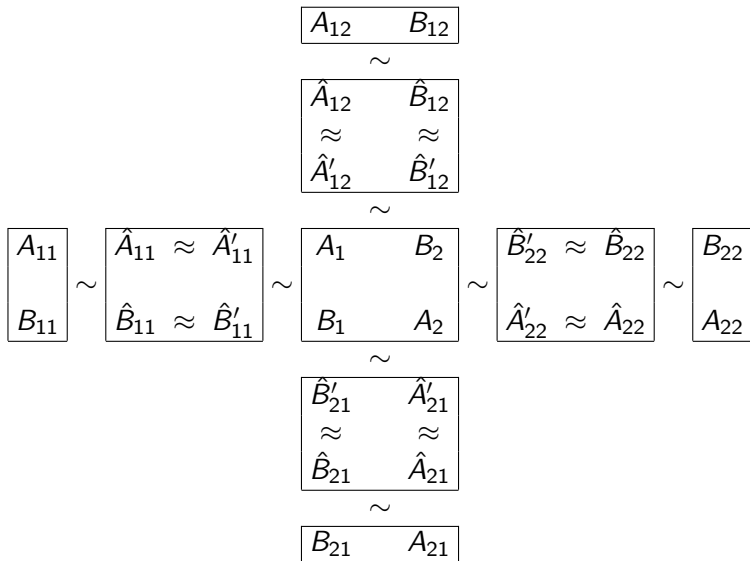 A₁₂ B₁₂
∼
Â₁₂ B̂₁₂
≈ ≈
Â′₁₂ B̂′₁₂
∼
A₁₁ Â₁₁ ≈ Â′₁₁ A₁ B₂ B̂′₂₂ ≈ B̂₂₂ B₂₂
∼ ∼ ∼ ∼
B₁₁ B̂₁₁ ≈ B̂′₁₁ B₁ A₂ Â′₂₂ ≈ Â₂₂ A₂₂
∼
B̂′₂₁ Â′₂₁
≈ ≈
B̂₂₁ Â₂₁
∼
B₂₁ A₂₁